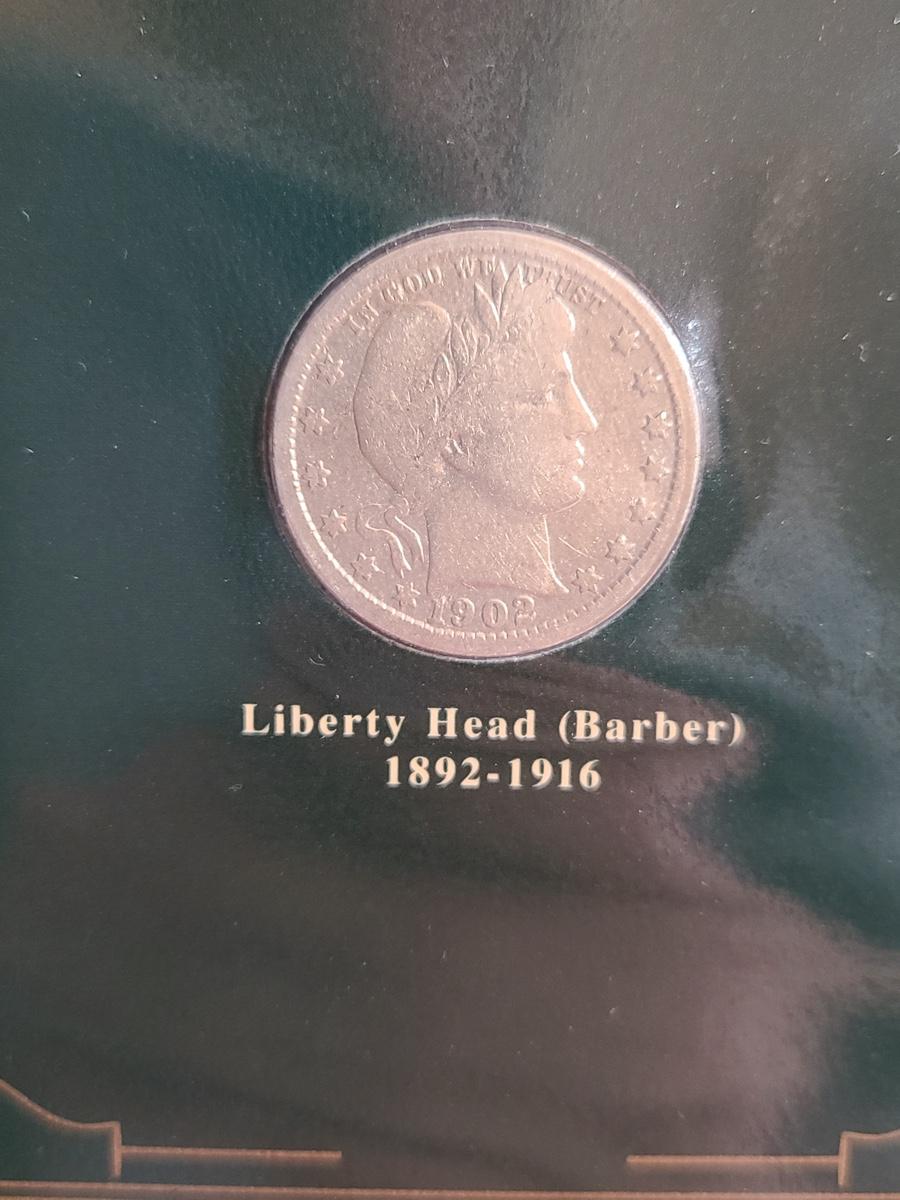 IN GOD WE TRUST
1902
Liberty Head (Barber)
1892-1916